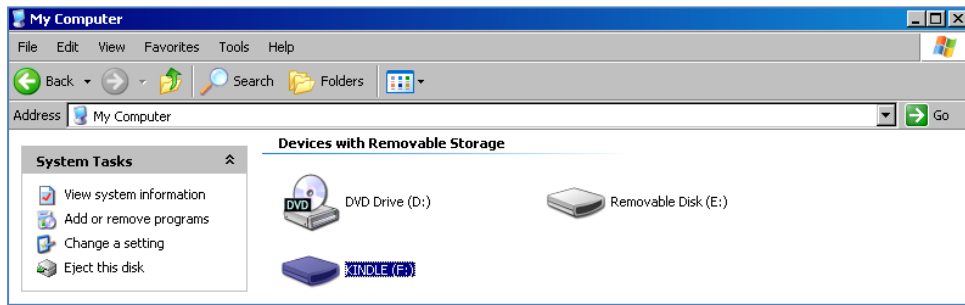 My Computer
File Edit View Favorites Tools Help
Back Search Folders
Address My Computer Go
Devices with Removable Storage
System Tasks
View system information
Add or remove programs
Change a setting
Eject this disk
DVD DVD Drive (D:) Removable Disk (E:)
KINDLE (F:)